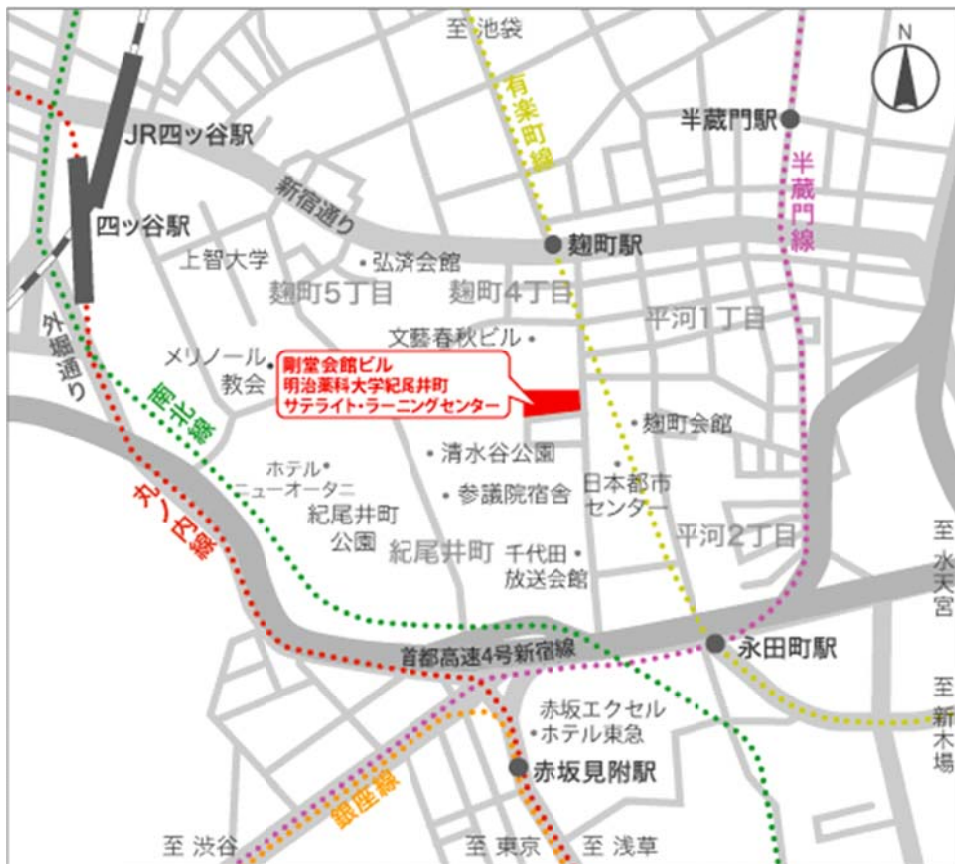 至 池袋
N
有楽町線
半蔵門駅
JR四ッ谷駅
半蔵門線
新宿通り
四ッ谷駅
麹町駅
上智大学
弘済会館
麹町5丁目
麹町4丁目
平河1丁目
外堀通り
文藝春秋ビル
メリノール
教会
剛堂会館ビル
明治薬科大学紀尾井町
サテライト・ラーニングセンター
南北線
麹町会館
清水谷公園
ホテル
ニューオータニ
参議院宿舎
日本都市
センター
丸ノ内線
紀尾井町
公園
紀尾井町
千代田
放送会館
平河2丁目
至 水天宮
首都高速4号新宿線
永田町駅
至 新木場
赤坂エクセル
ホテル東急
赤坂見附駅
銀座線
至 渋谷
至 東京
至 浅草